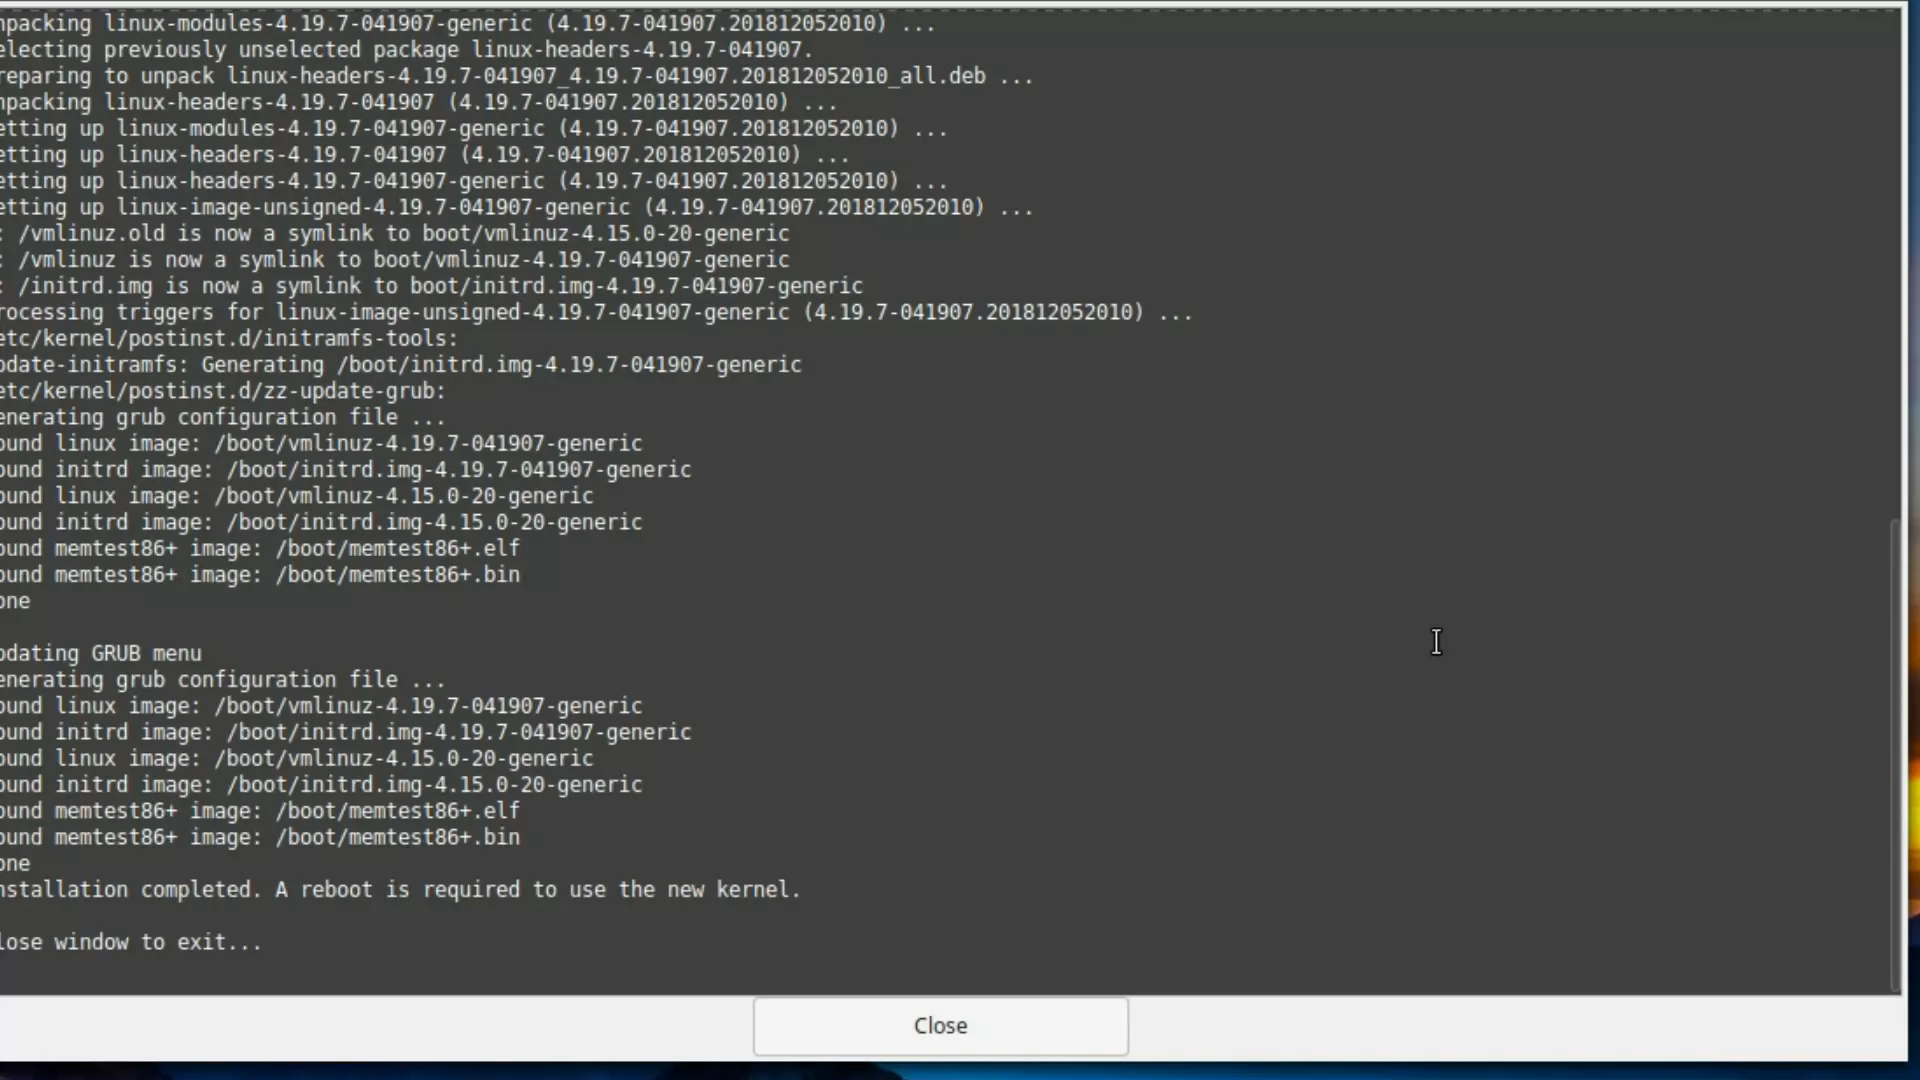 npacking linux-modules-4.19.7-041907-generic (4.19.7-041907.201812052010) ...
electing previously unselected package linux-headers-4.19.7-041907.
reparing to unpack linux-headers-4.19.7-041907_4.19.7-041907.201812052010_all.deb ...
npacking linux-headers-4.19.7-041907 (4.19.7-041907.201812052010) ...
etting up linux-modules-4.19.7-041907-generic (4.19.7-041907.201812052010) ...
etting up linux-headers-4.19.7-041907 (4.19.7-041907.201812052010) ...
etting up linux-headers-4.19.7-041907-generic (4.19.7-041907.201812052010) ...
etting up linux-image-unsigned-4.19.7-041907-generic (4.19.7-041907.201812052010) ...
: /vmlinuz.old is now a symlink to boot/vmlinuz-4.15.0-20-generic
: /vmlinuz is now a symlink to boot/vmlinuz-4.19.7-041907-generic
: /initrd.img is now a symlink to boot/initrd.img-4.19.7-041907-generic
rocessing triggers for linux-image-unsigned-4.19.7-041907-generic (4.19.7-041907.201812052010) ...
etc/kernel/postinst.d/initramfs-tools:
pdate-initramfs: Generating /boot/initrd.img-4.19.7-041907-generic
etc/kernel/postinst.d/zz-update-grub:
enerating grub configuration file ...
ound linux image: /boot/vmlinuz-4.19.7-041907-generic
ound initrd image: /boot/initrd.img-4.19.7-041907-generic
ound linux image: /boot/vmlinuz-4.15.0-20-generic
ound initrd image: /boot/initrd.img-4.15.0-20-generic
ound memtest86+ image: /boot/memtest86+.elf
ound memtest86+ image: /boot/memtest86+.bin
one
pdating GRUB menu
enerating grub configuration file ...
ound linux image: /boot/vmlinuz-4.19.7-041907-generic
ound initrd image: /boot/initrd.img-4.19.7-041907-generic
ound linux image: /boot/vmlinuz-4.15.0-20-generic
ound initrd image: /boot/initrd.img-4.15.0-20-generic
ound memtest86+ image: /boot/memtest86+.elf
ound memtest86+ image: /boot/memtest86+.bin
one
nstallation completed. A reboot is required to use the new kernel.
lose window to exit...
Close